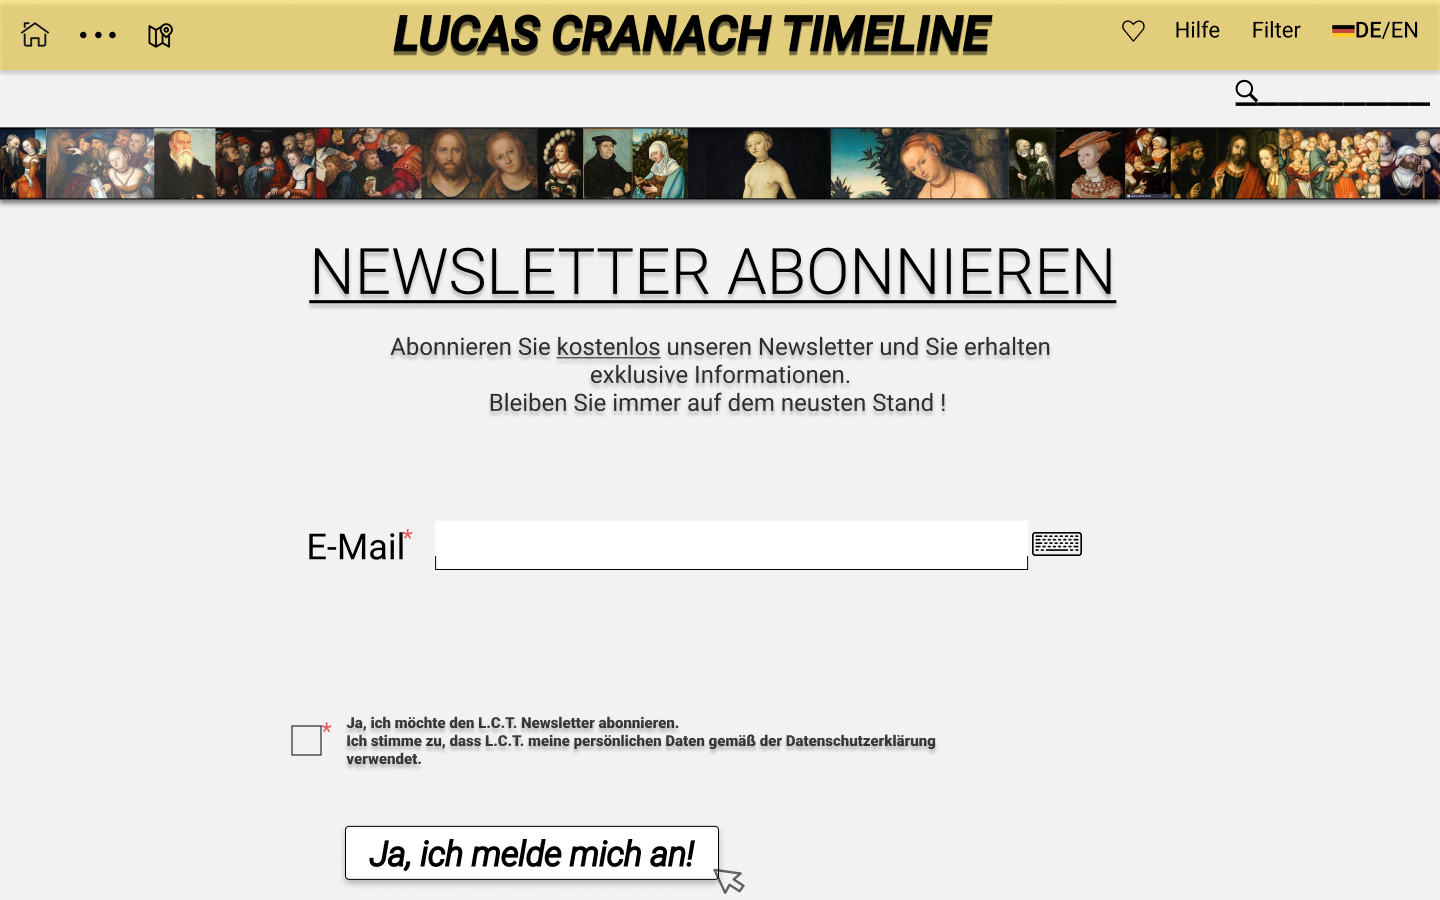 LUCAS CRANACH TIMELINE
Hilfe
Filter
DE/EN
NEWSLETTER ABONNIEREN
Abonnieren Sie kostenlos unseren Newsletter und Sie erhalten
exklusive Informationen.
Bleiben Sie immer auf dem neusten Stand !
E-Mail*
*
Ja, ich möchte den L.C.T. Newsletter abonnieren.
Ich stimme zu, dass L.C.T. meine persönlichen Daten gemäß der Datenschutzerklärung
verwendet.
Ja, ich melde mich an!